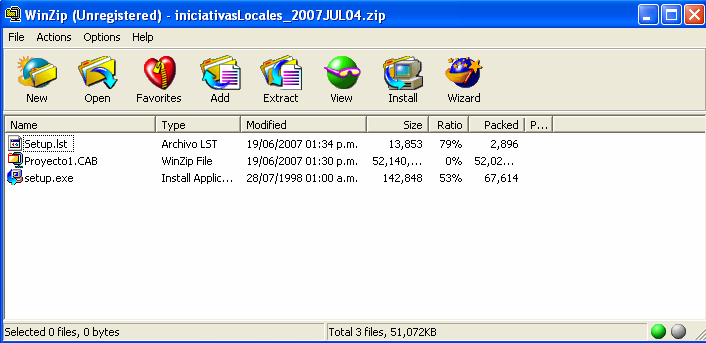 WinZip (Unregistered) - iniciativasLocales_2007JUL04.zip
File Actions Options Help
New Open Favorites Add Extract View Install Wizard
Name Type Modified Size Ratio Packed P...
Setup.lst Archivo LST 19/06/2007 01:34 p.m. 13,853 79% 2,896
Proyecto1.CAB WinZip File 19/06/2007 01:30 p.m. 52,140,... 0% 52,02...
setup.exe Install Applic... 28/07/1998 01:00 a.m. 142,848 53% 67,614
Selected 0 files, 0 bytes Total 3 files, 51,072KB